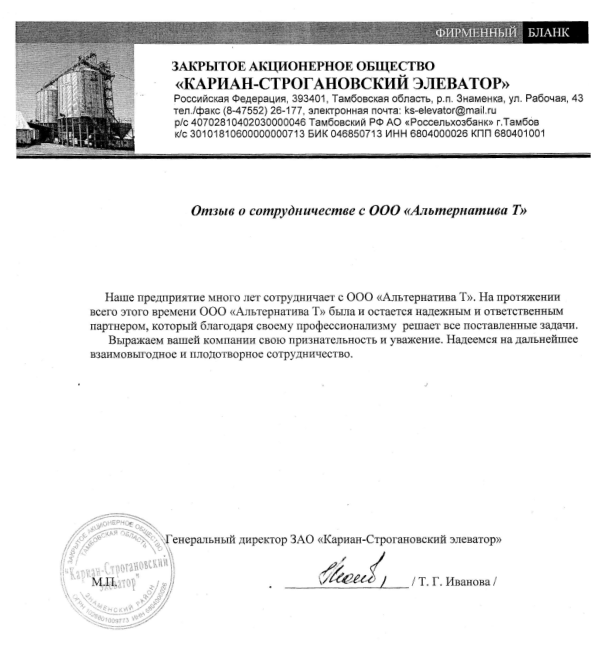 ФИРМЕННЫЙ БЛАНК
ЗАКРЫТОЕ АКЦИОНЕРНОЕ ОБЩЕСТВО
«КАРИАН-СТРОГАНОВСКИЙ ЭЛЕВАТОР»
Российская Федерация, 393401, Тамбовская область, р.п. Знаменка, ул. Рабочая, 43
тел./факс (8-47552) 26-177, электронная почта: ks-elevator@mail.ru
р/с 40702810402030000046 Тамбовский РФ АО «Россельхозбанк» г.Тамбов
к/с 30101810600000000713 БИК 046850713 ИНН 6804000026 КПП 680401001
Отзыв о сотрудничестве с ООО «Альтернатива Т»
Наше предприятие много лет сотрудничает с ООО «Альтернатива Т». На протяжении
всего этого времени ООО «Альтернатива Т» была и остается надежным и ответственным
партнером, который благодаря своему профессионализму решает все поставленные задачи.
Выражаем вашей компании свою признательность и уважение. Надеемся на дальнейшее
взаимовыгодное и плодотворное сотрудничество.
Генеральный директор ЗАО «Кариан-Строгановский элеватор»
М.П.
/ Т. Г. Иванова /
ЗАКРЫТОЕ АКЦИОНЕРНОЕ ОБЩЕСТВО
ТАМБОВСКАЯ ОБЛАСТЬ
"Кариан-Строгановский
элеватор"
ЗНАМЕНСКИЙ РАЙОН